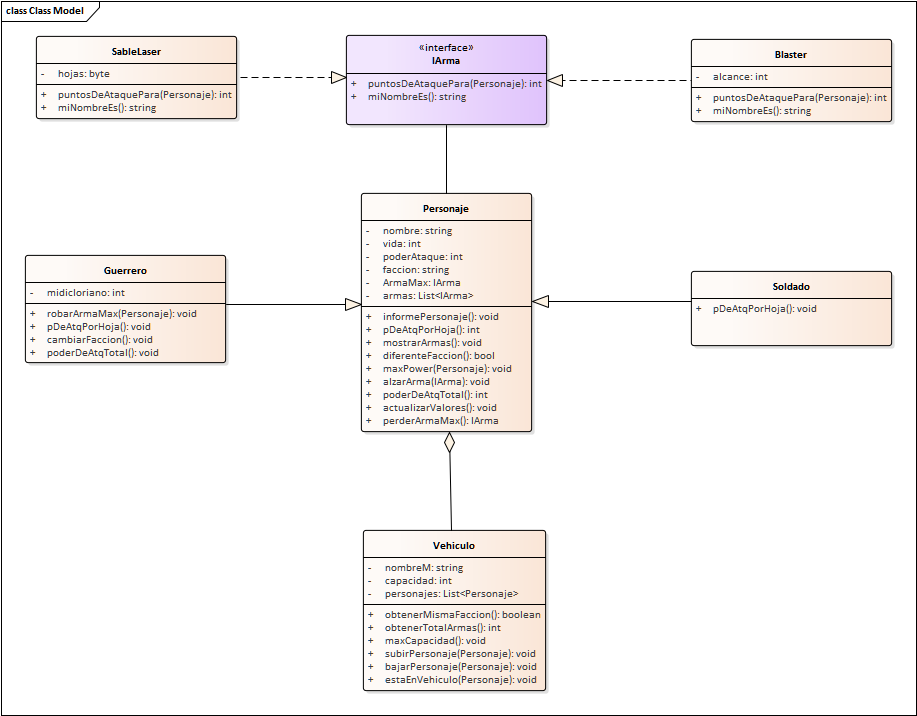 class Class Model
SableLaser
- hojas: byte
+ puntosDeAtaquePara(Personaje): int
+ miNombreEs(): string
«interface»
IArma
+ puntosDeAtaquePara(Personaje): int
+ miNombreEs(): string
Blaster
- alcance: int
+ puntosDeAtaquePara(Personaje): int
+ miNombreEs(): string
Personaje
- nombre: string
- vida: int
- poderAtaque: int
- faccion: string
- ArmaMax: IArma
- armas: List<IArma>
+ informePersonaje(): void
+ pDeAtqPorHoja(): int
+ mostrarArmas(): void
+ diferenteFaccion(): bool
+ maxPower(Personaje): void
+ alzarArma(IArma): void
+ poderDeAtqTotal(): int
+ actualizarValores(): void
+ perderArmaMax(): IArma
Guerrero
- midicloriano: int
+ robarArmaMax(Personaje): void
+ pDeAtqPorHoja(): void
+ cambiarFaccion(): void
+ poderDeAtqTotal(): void
Soldado
+ pDeAtqPorHoja(): void
Vehiculo
- nombreM: string
- capacidad: int
- personajes: List<Personaje>
+ obtenerMismaFaccion(): boolean
+ obtenerTotalArmas(): int
+ maxCapacidad(): void
+ subirPersonaje(Personaje): void
+ bajarPersonaje(Personaje): void
+ estaEnVehiculo(Personaje): void